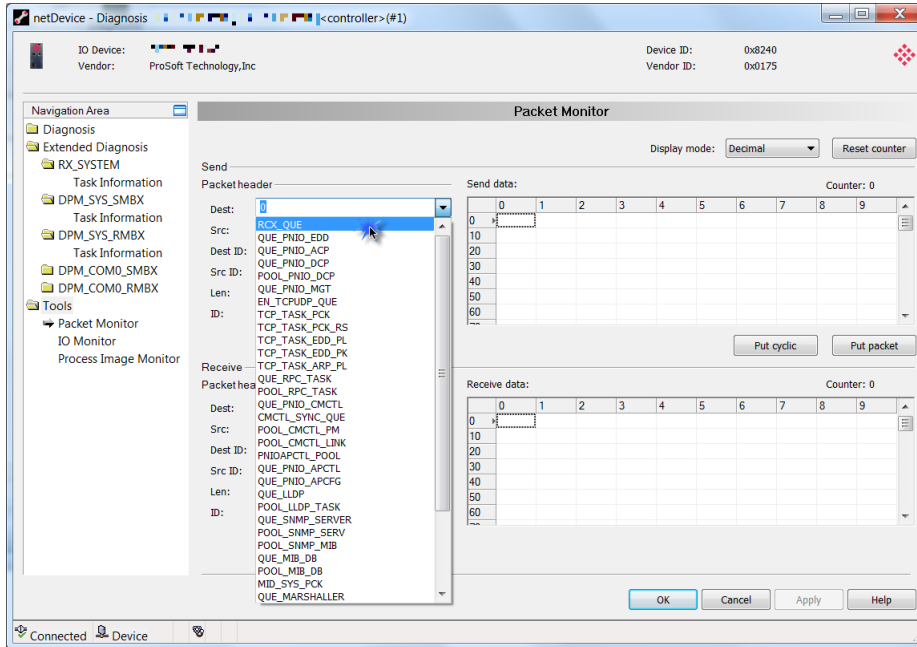 netDevice - Diagnosis <controller>(#1)
IO Device:
Vendor: ProSoft Technology,Inc
Device ID: 0x8240
Vendor ID: 0x0175
Navigation Area
Diagnosis
Extended Diagnosis
RX_SYSTEM
Task Information
DPM_SYS_SMBX
Task Information
DPM_SYS_RMBX
Task Information
DPM_COM0_SMBX
DPM_COM0_RMBX
Tools
Packet Monitor
IO Monitor
Process Image Monitor
Packet Monitor
Display mode: Decimal Reset counter
Send
Packet header
Dest: 0
Src:
Dest ID:
Src ID:
Len:
ID:
RCX_QUE
QUE_PNIO_EDD
QUE_PNIO_ACP
QUE_PNIO_DCP
POOL_PNIO_DCP
QUE_PNIO_MGT
EN_TCPUDP_QUE
TCP_TASK_PCK
TCP_TASK_PCK_RS
TCP_TASK_EDD_PL
TCP_TASK_EDD_PK
TCP_TASK_ARP_PL
QUE_RPC_TASK
POOL_RPC_TASK
QUE_PNIO_CMCTL
CMCTL_SYNC_QUE
POOL_CMCTL_PM
POOL_CMCTL_LINK
PNIOAPCTL_POOL
QUE_PNIO_APCTL
QUE_PNIO_APCFG
QUE_LLDP
POOL_LLDP_TASK
QUE_SNMP_SERVER
POOL_SNMP_SERV
POOL_SNMP_MIB
QUE_MIB_DB
POOL_MIB_DB
MID_SYS_PCK
QUE_MARSHALLER
Send data: Counter: 0
0 1 2 3 4 5 6 7 8 9
0
10
20
30
40
50
60
Put cyclic Put packet
Receive
Packet hea
Dest:
Src:
Dest ID:
Src ID:
Len:
ID:
Receive data: Counter: 0
0 1 2 3 4 5 6 7 8 9
0
10
20
30
40
50
60
OK Cancel Apply Help
Connected Device